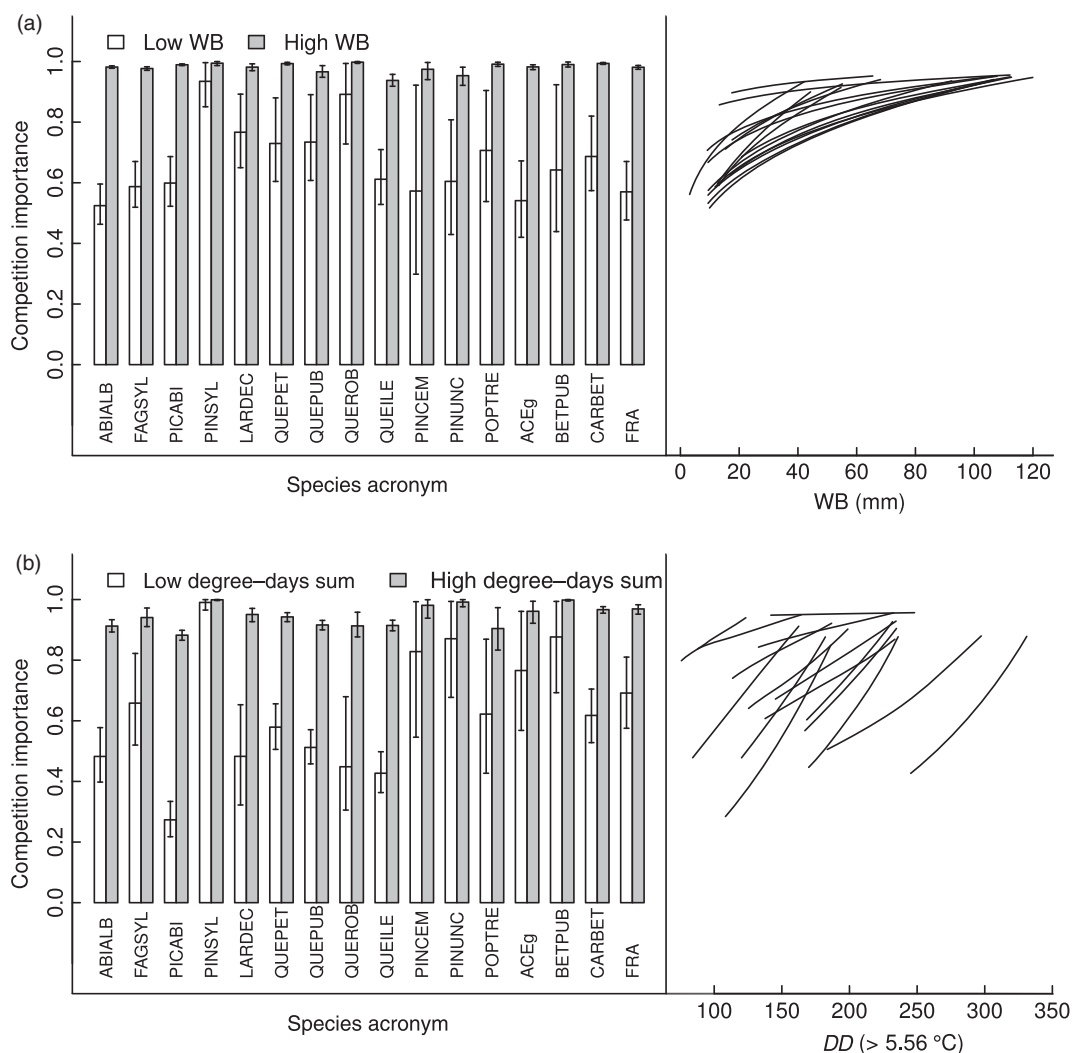 (a)
Low WB High WB
Competition importance
0.0 0.2 0.4 0.6 0.8 1.0
ABIALB FAGSYL PICABI PINSYL LARDEC QUEPET QUEPUB QUEROB QUEILE PINCEM PINUNC POPTRE ACEg BETPUB CARBET FRA
Species acronym
0 20 40 60 80 100 120
WB (mm)
(b)
Low degree–days sum High degree–days sum
Competition importance
0.0 0.2 0.4 0.6 0.8 1.0
ABIALB FAGSYL PICABI PINSYL LARDEC QUEPET QUEPUB QUEROB QUEILE PINCEM PINUNC POPTRE ACEg BETPUB CARBET FRA
Species acronym
100 150 200 250 300 350
DD (> 5.56 °C)